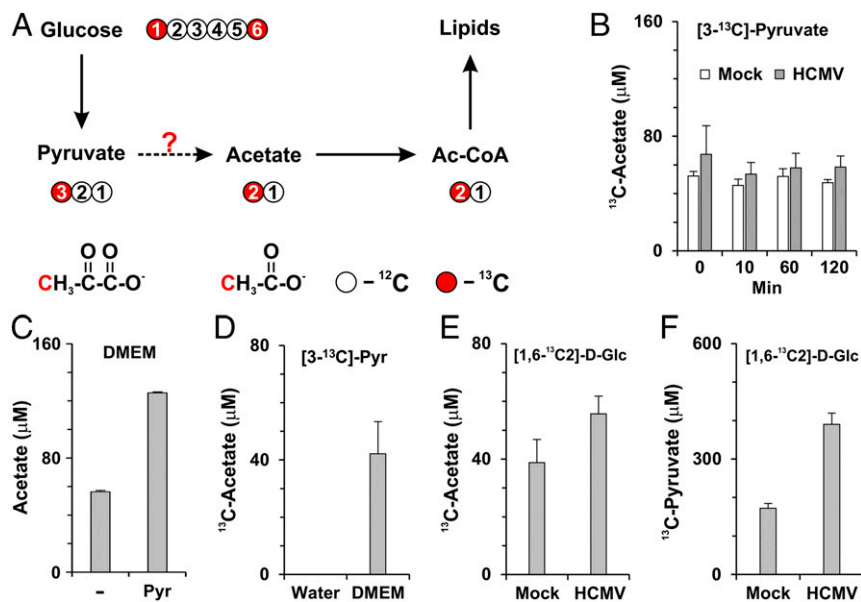 A
Glucose 1 2 3 4 5 6 Lipids
?
Pyruvate Acetate Ac-CoA
3 2 1 2 1 2 1
O O O
CH₃-C-C-O⁻ CH₃-C-O⁻ – ¹²C – ¹³C
B
[3-¹³C]-Pyruvate
Mock HCMV
¹³C-Acetate (μM)
160
80
40
0
0 10 60 120
Min
C
DMEM
Acetate (μM)
160
120
80
40
0
– Pyr
D
[3-¹³C]-Pyr
¹³C-Acetate (μM)
80
40
0
Water DMEM
E
[1,6-¹³C2]-D-Glc
¹³C-Acetate (μM)
80
40
0
Mock HCMV
F
[1,6-¹³C2]-D-Glc
¹³C-Pyruvate (μM)
600
300
0
Mock HCMV